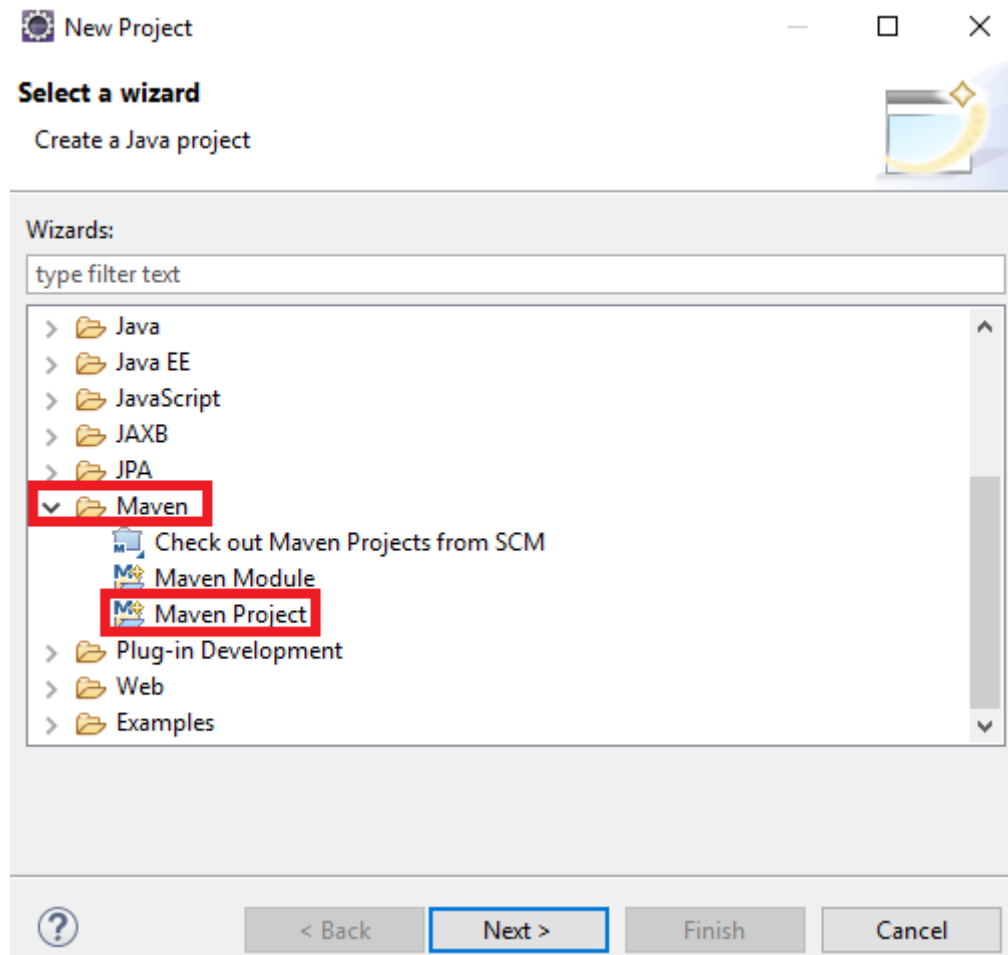 New Project
Select a wizard
Create a Java project
Wizards:
type filter text
Java
Java EE
JavaScript
JAXB
JPA
Maven
Check out Maven Projects from SCM
Maven Module
Maven Project
Plug-in Development
Web
Examples
? < Back Next > Finish Cancel